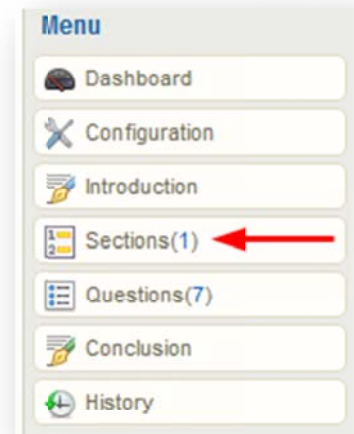 Menu
Dashboard
Configuration
Introduction
Sections(1)
Questions(7)
Conclusion
History